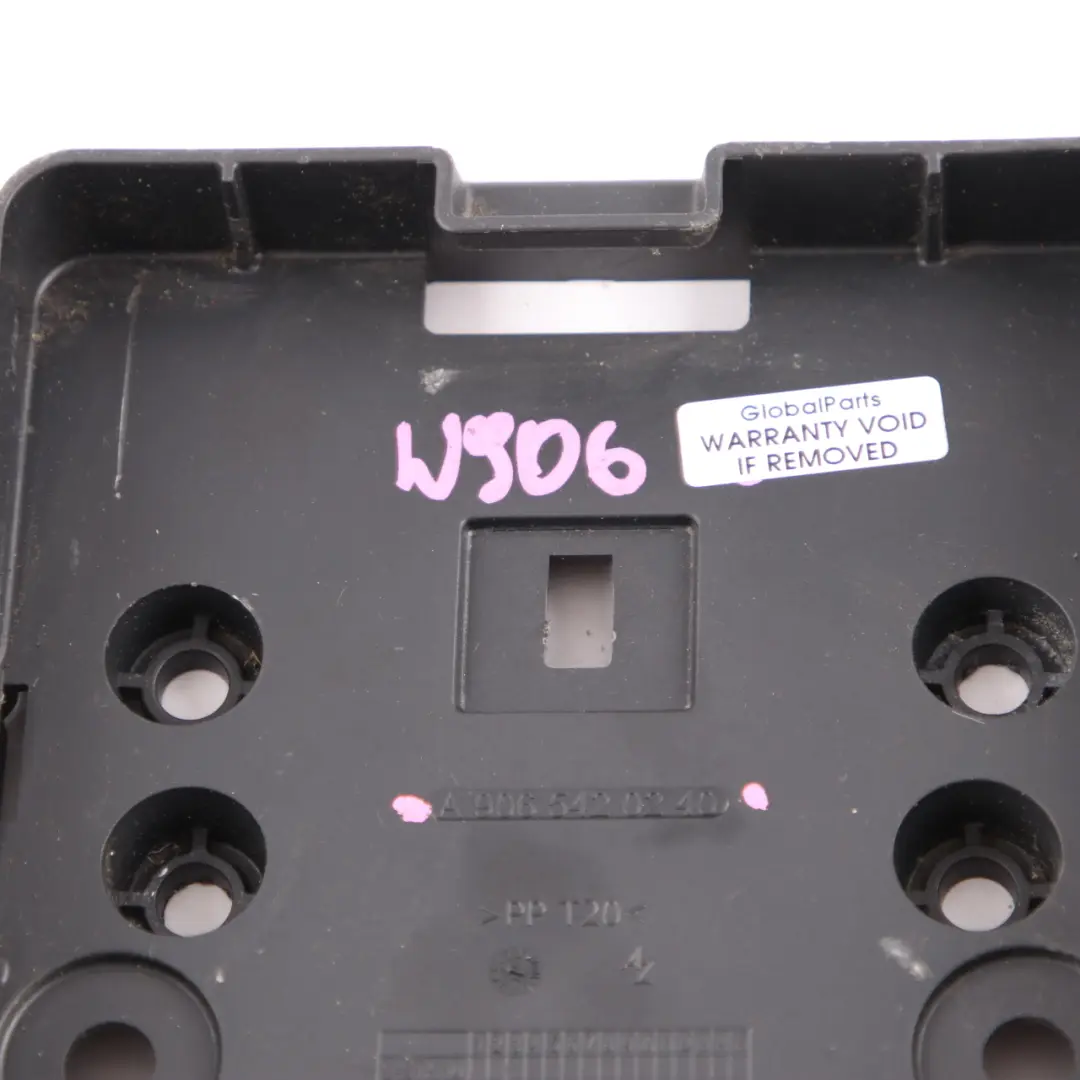 GlobalParts
WARRANTY VOID
IF REMOVED
W906
A 906 542 02 40
>PP T20<